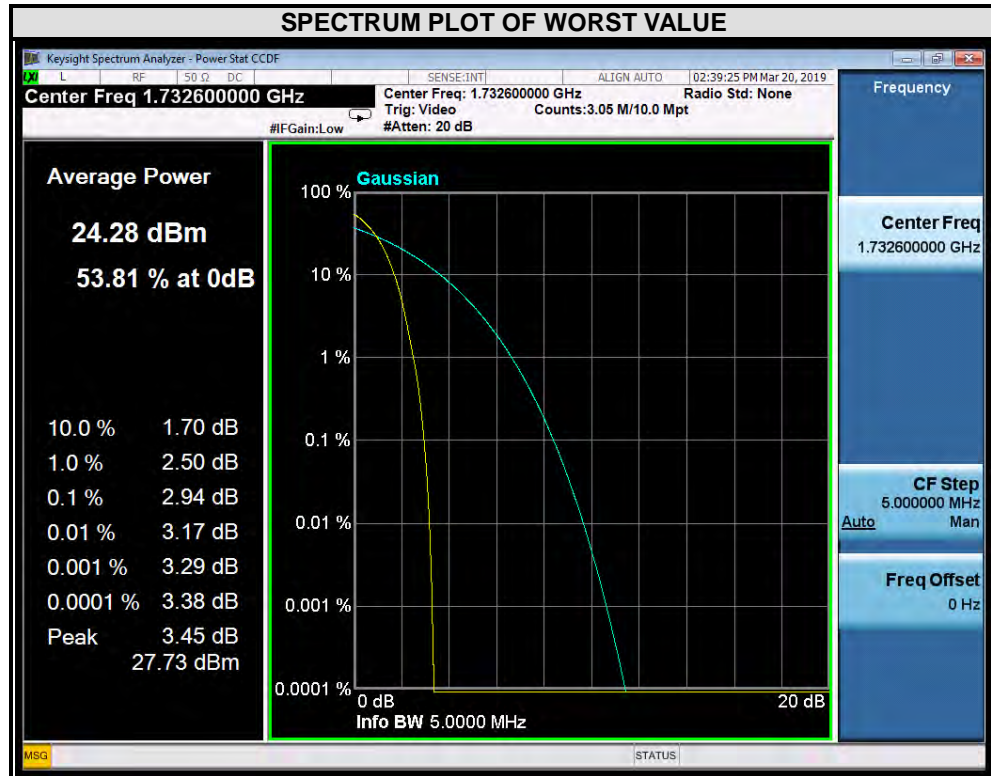 SPECTRUM PLOT OF WORST VALUE
Keysight Spectrum Analyzer - Power Stat CCDF
LXI L RF 50 Ω DC SENSE:INT ALIGN AUTO 02:39:25 PM Mar 20, 2019
Center Freq 1.732600000 GHz
Center Freq: 1.732600000 GHz Radio Std: None
Trig: Video Counts:3.05 M/10.0 Mpt
#IFGain:Low #Atten: 20 dB
Frequency
Average Power
24.28 dBm
53.81 % at 0dB
10.0 % 1.70 dB
1.0 % 2.50 dB
0.1 % 2.94 dB
0.01 % 3.17 dB
0.001 % 3.29 dB
0.0001 % 3.38 dB
Peak 3.45 dB
27.73 dBm
Gaussian
100 %
10 %
1 %
0.1 %
0.01 %
0.001 %
0.0001 %
0 dB 20 dB
Info BW 5.0000 MHz
Center Freq
1.732600000 GHz
CF Step
5.000000 MHz
Auto Man
Freq Offset
0 Hz
MSG STATUS